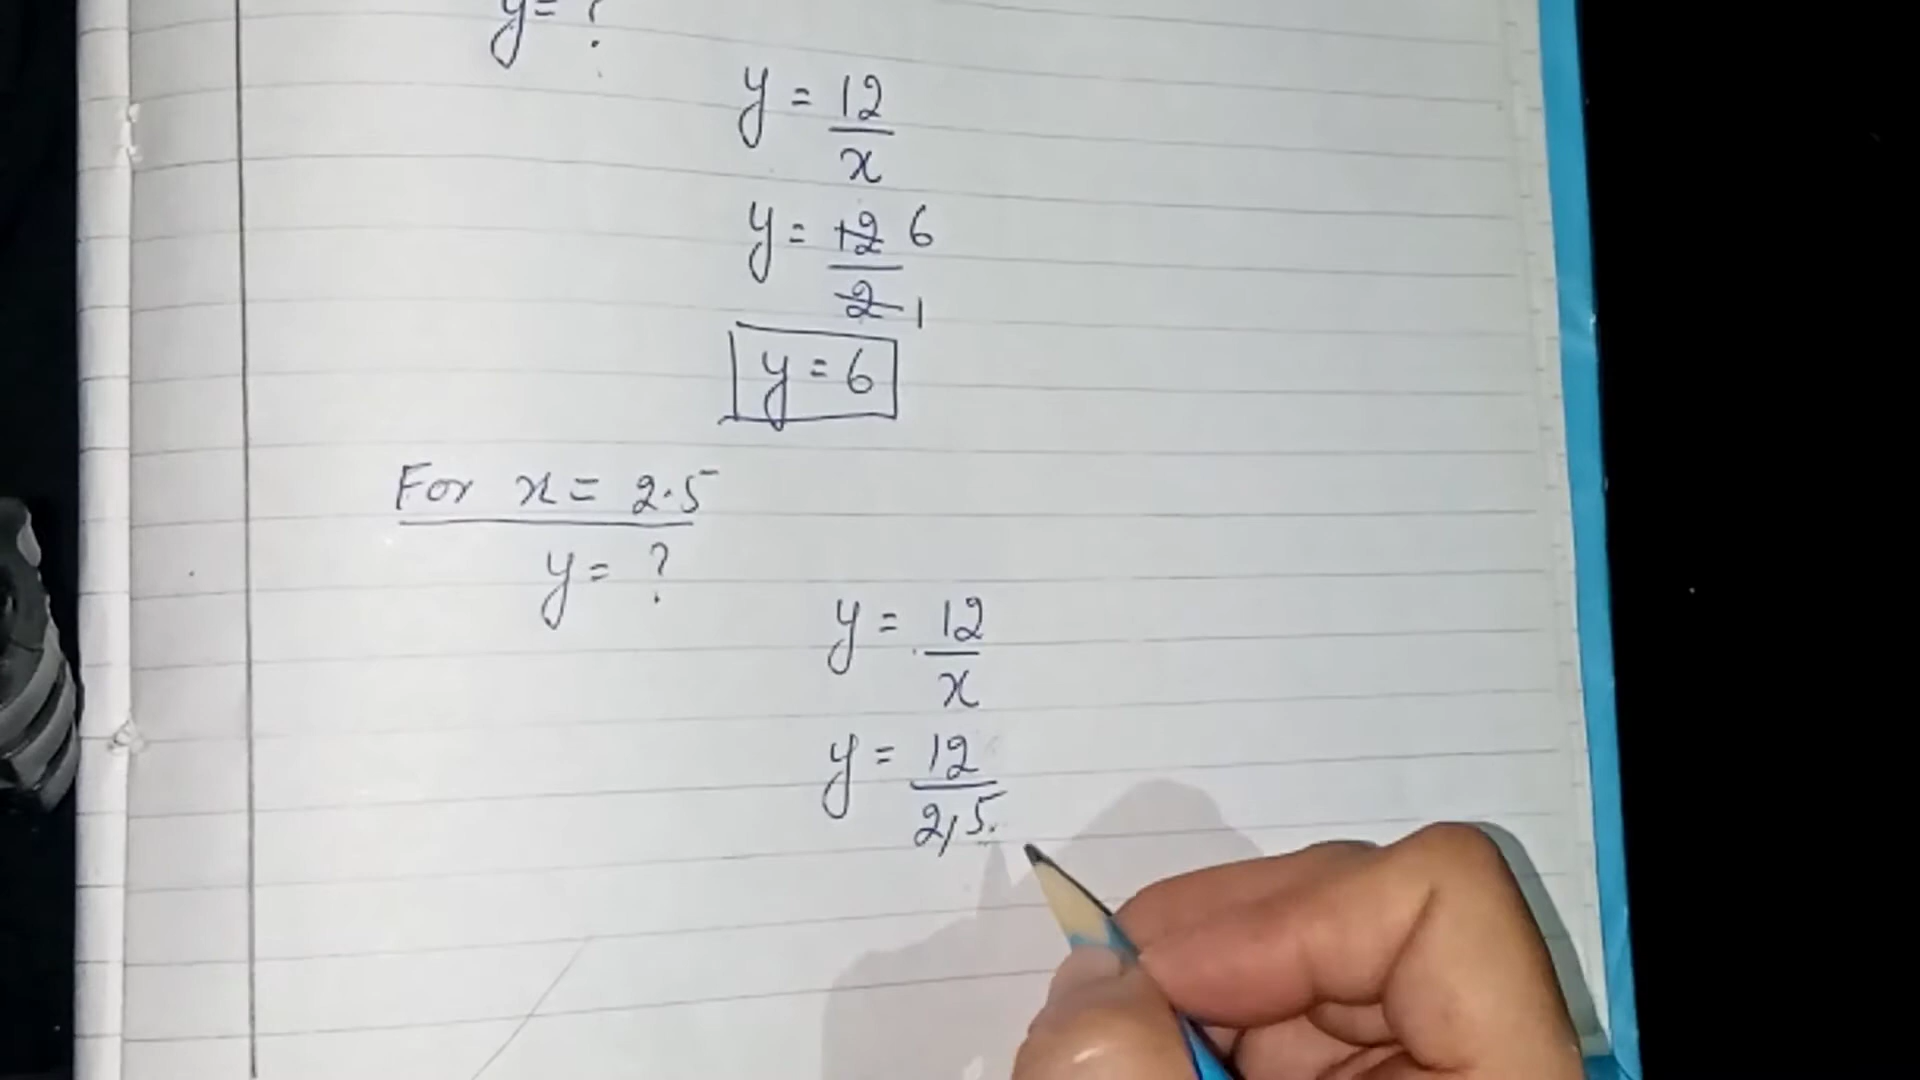 y = ?
y = 12/x
y = 12/2 6 1
y = 6
For x = 2.5
y = ?
y = 12/x
y = 12/2,5.